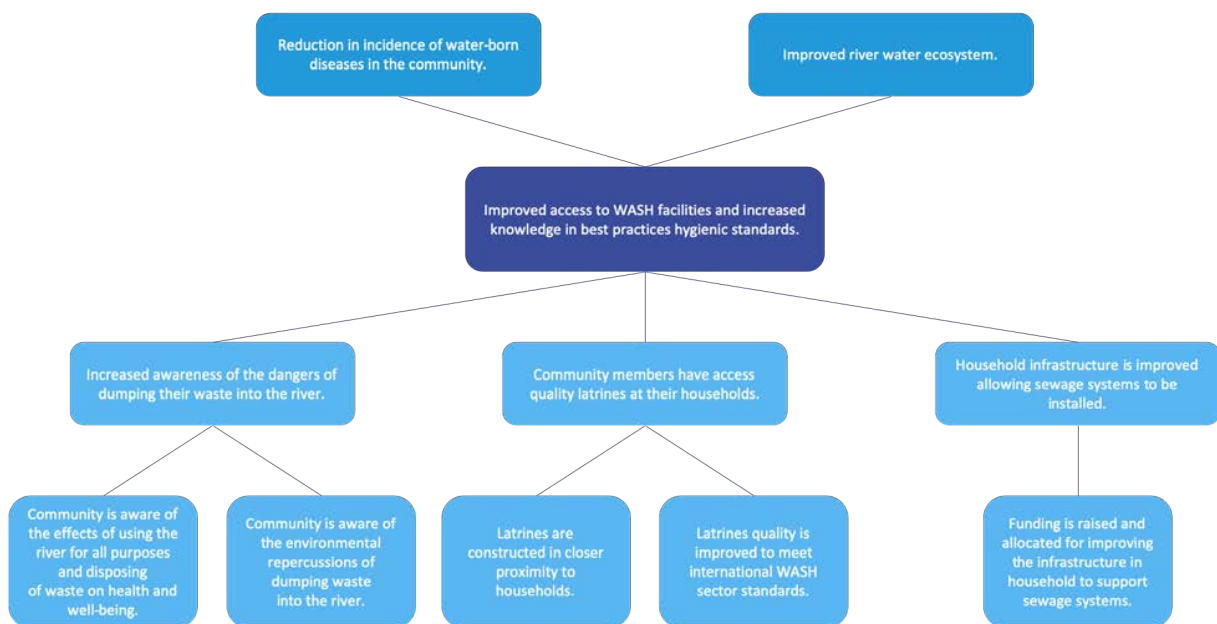 Reduction in incidence of water-born
diseases in the community.
Improved river water ecosystem.
Improved access to WASH facilities and increased
knowledge in best practices hygienic standards.
Increased awareness of the dangers of
dumping their waste into the river.
Community members have access
quality latrines at their households.
Household infrastructure is improved
allowing sewage systems to be
installed.
Community is aware of
the effects of using the
river for all purposes
and disposing
of waste on health and
well-being.
Community is aware of
the environmental
repercussions of
dumping waste
into the river.
Latrines are
constructed in closer
proximity to
households.
Latrines quality is
improved to meet
international WASH
sector standards.
Funding is raised and
allocated for improving
the infrastructure in
household to support
sewage systems.